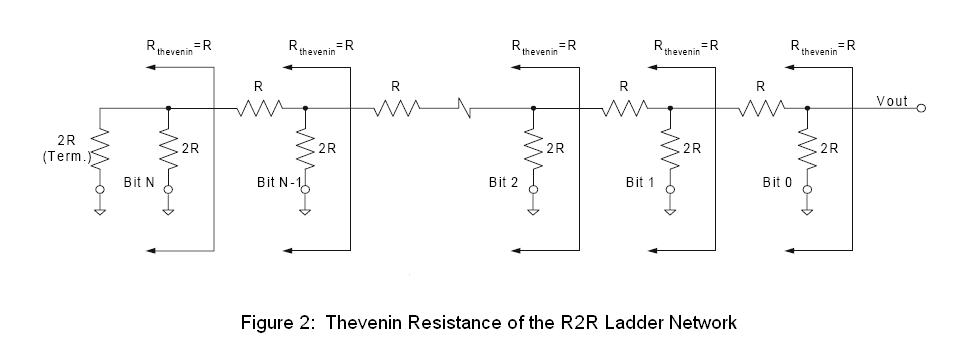 Rthevenin=R Rthevenin=R Rthevenin=R Rthevenin=R Rthevenin=R
R R R R Vout
2R
(Term.) 2R 2R 2R 2R 2R
Bit N Bit N-1 Bit 2 Bit 1 Bit 0
Figure 2: Thevenin Resistance of the R2R Ladder Network